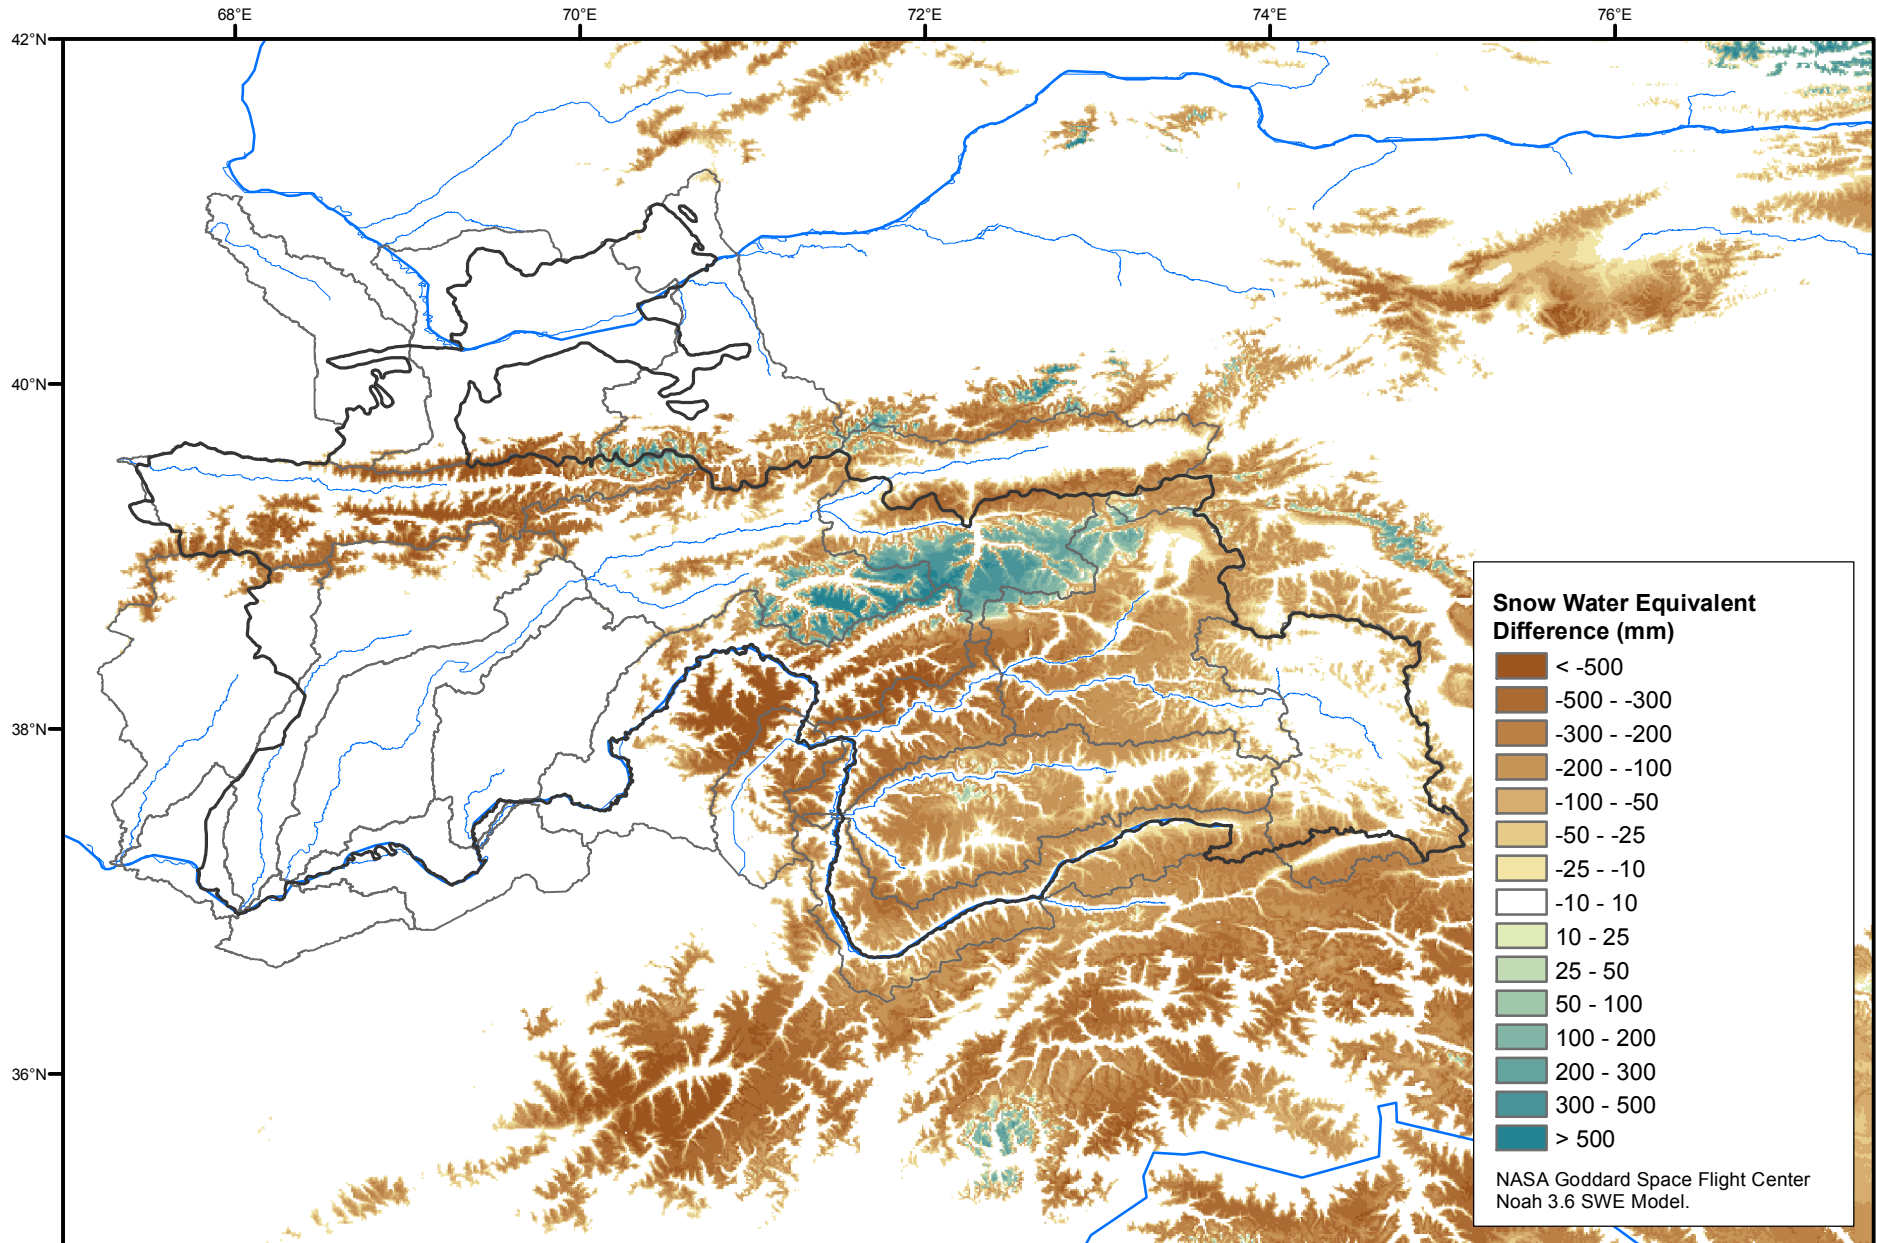 68°E
70°E
72°E
74°E
76°E
42°N
40°N
38°N
36°N
Snow Water Equivalent
Difference (mm)
< -500
-500 - -300
-300 - -200
-200 - -100
-100 - -50
-50 - -25
-25 - -10
-10 - 10
10 - 25
25 - 50
50 - 100
100 - 200
200 - 300
300 - 500
> 500
NASA Goddard Space Flight Center
Noah 3.6 SWE Model.